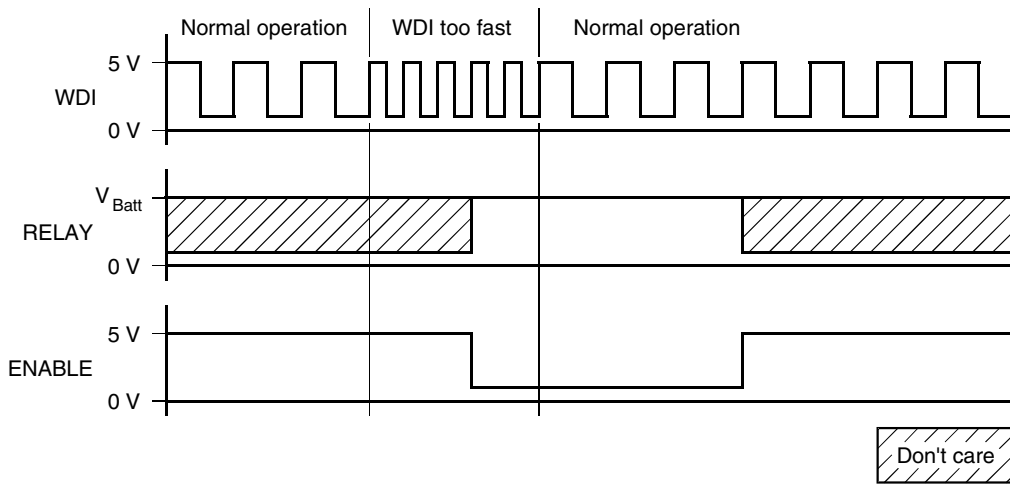 Normal operation WDI too fast Normal operation
5 V
WDI
0 V
V Batt
RELAY
0 V
5 V
ENABLE
0 V
Don't care